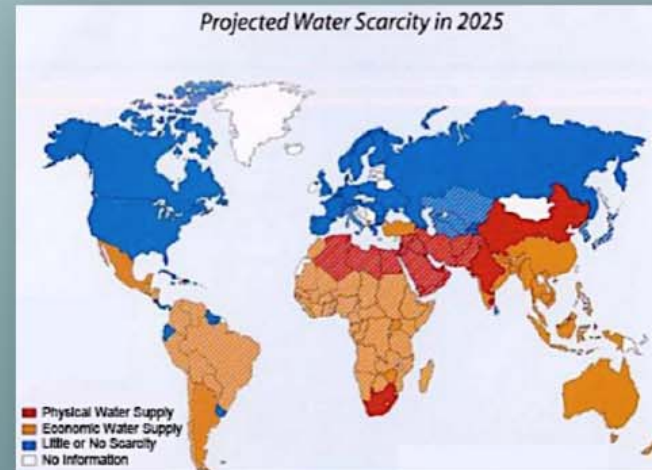 Projected Water Scarcity in 2025
Physical Water Supply
Economic Water Supply
Little or No Scarcity
No Information